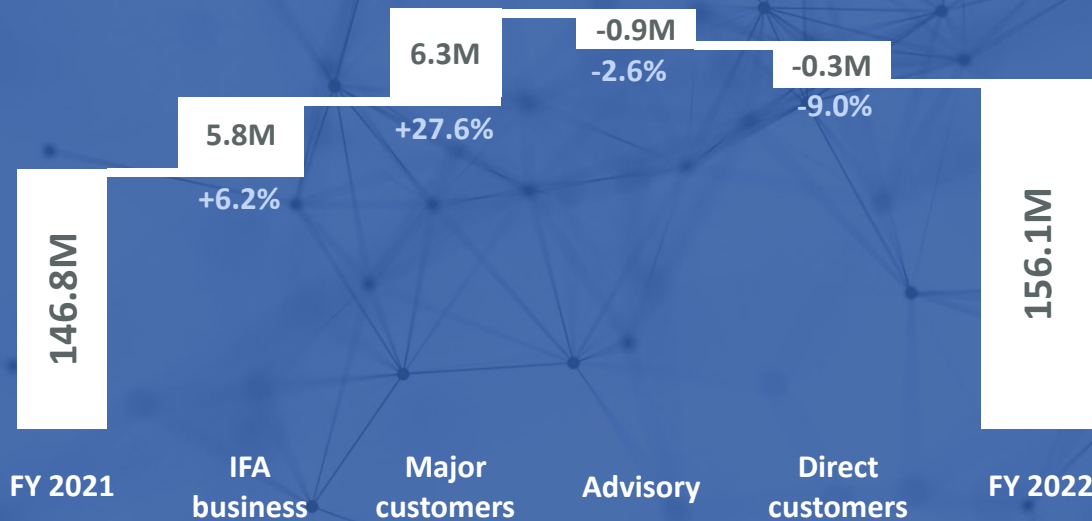 146.8M
5.8M
+6.2%
6.3M
+27.6%
-0.9M
-2.6%
-0.3M
-9.0%
156.1M
FY 2021
IFA
business
Major
customers
Advisory
Direct
customers
FY 2022